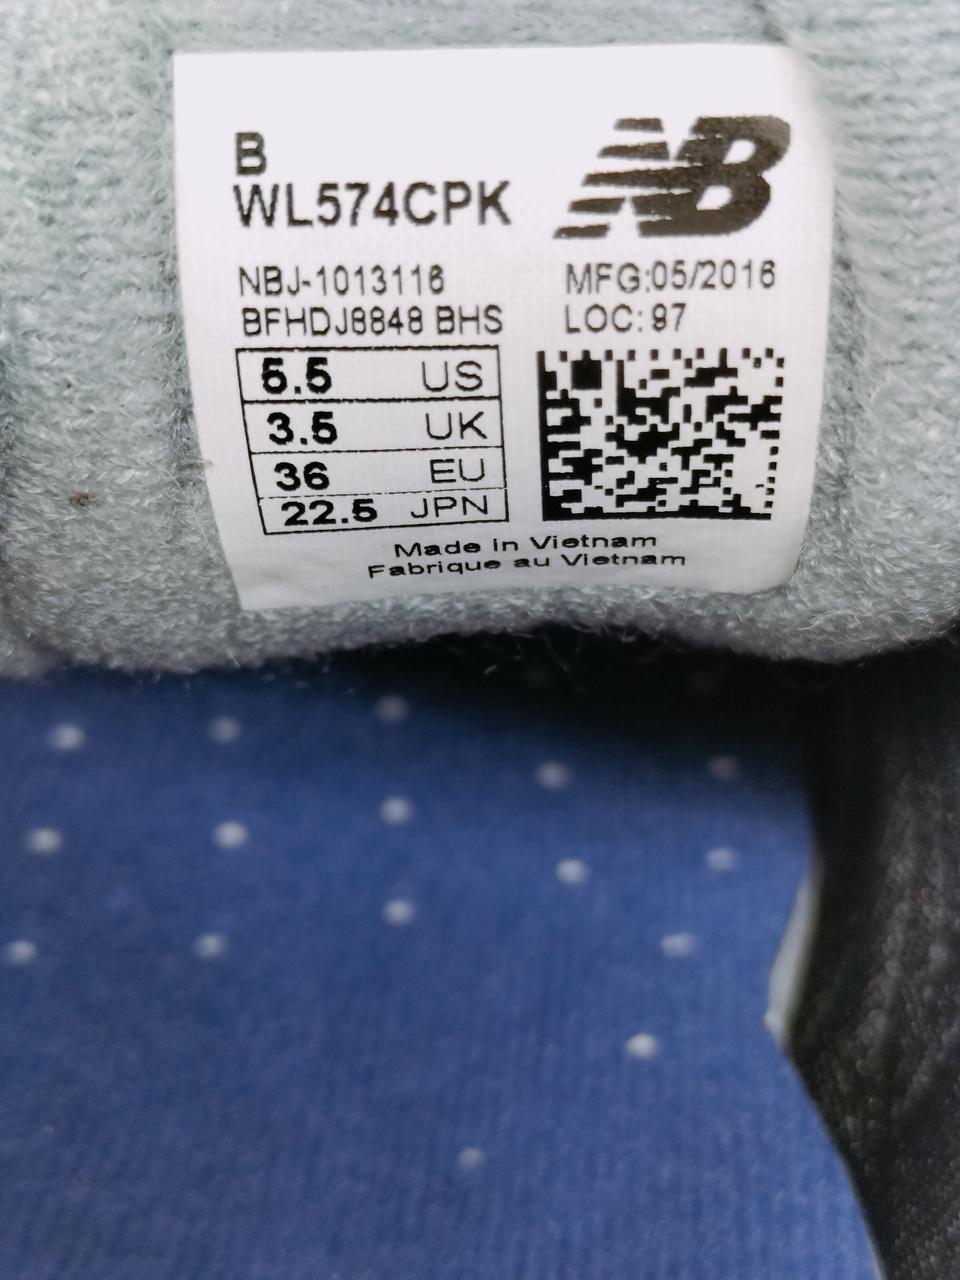 B
WL574CPK
NB
NBJ-1013116
MFG:05/2016
BFHDJ8848 BHS
LOC: 97
5.5 US
3.5 UK
36 EU
22.5 JPN
Made in Vietnam
Fabrique au Vietnam